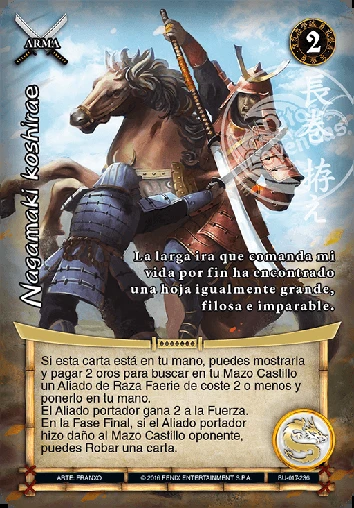 ARMA
2
長巻 拵え
Nagamaki koshirae
La larga ira que comanda mi
vida por fin ha encontrado
una hoja igualmente grande,
filosa e imparable.
Si esta carta está en tu mano, puedes mostrarla
y pagar 2 oros para buscar en tu Mazo Castillo
un Aliado de Raza Faerie de coste 2 o menos y
ponerlo en tu mano.
El Aliado portador gana 2 a la Fuerza.
En la Fase Final, si el Aliado portador
hizo daño al Mazo Castillo oponente,
puedes Robar una carta.
ARTE: FRANXO
© 2016 FENIX ENTERTAINMENT S.P.A.